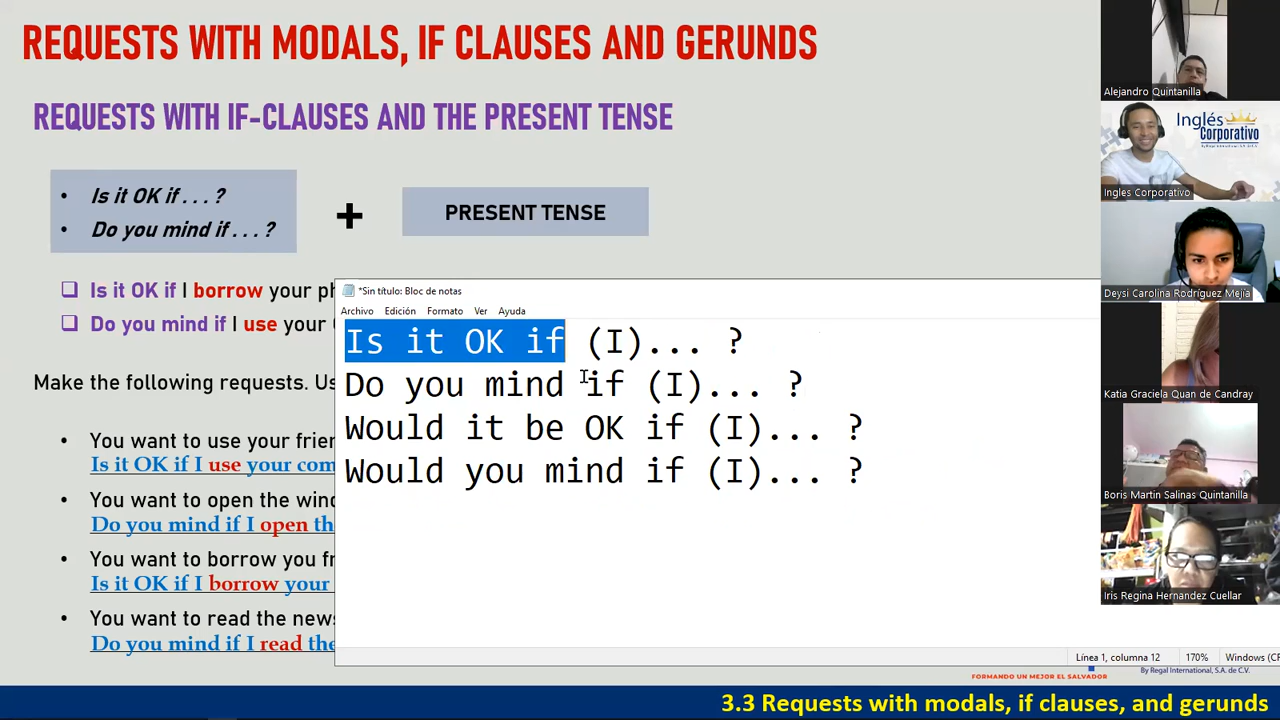 REQUESTS WITH MODALS, IF CLAUSES AND GERUNDS
REQUESTS WITH IF-CLAUSES AND THE PRESENT TENSE
• Is it OK if . . . ?
• Do you mind if . . . ?
+
PRESENT TENSE
❑ Is it OK if I borrow your ph
❑ Do you mind if I use your
Make the following requests. Us
• You want to use your frien
Is it OK if I use your com
• You want to open the wind
Do you mind if I open th
• You want to borrow you fr
Is it OK if I borrow your
• You want to read the news
Do you mind if I read the
*Sin título: Bloc de notas
Archivo Edición Formato Ver Ayuda
Is it OK if (I)... ?
Do you mind if (I)... ?
Would it be OK if (I)... ?
Would you mind if (I)... ?
Línea 1, columna 12 170% Windows (CR
FORMANDO UN MEJOR EL SALVADOR
By Regal International, S.A. de C.V.
3.3 Requests with modals, if clauses, and gerunds
Alejandro Quintanilla
Inglés
Corporativo
By Regal International, S.A. de C.V.
Ingles Corporativo
Deysi Carolina Rodríguez Mejia
Katia Graciela Quan de Candray
Boris Martin Salinas Quintanilla
Iris Regina Hernandez Cuellar